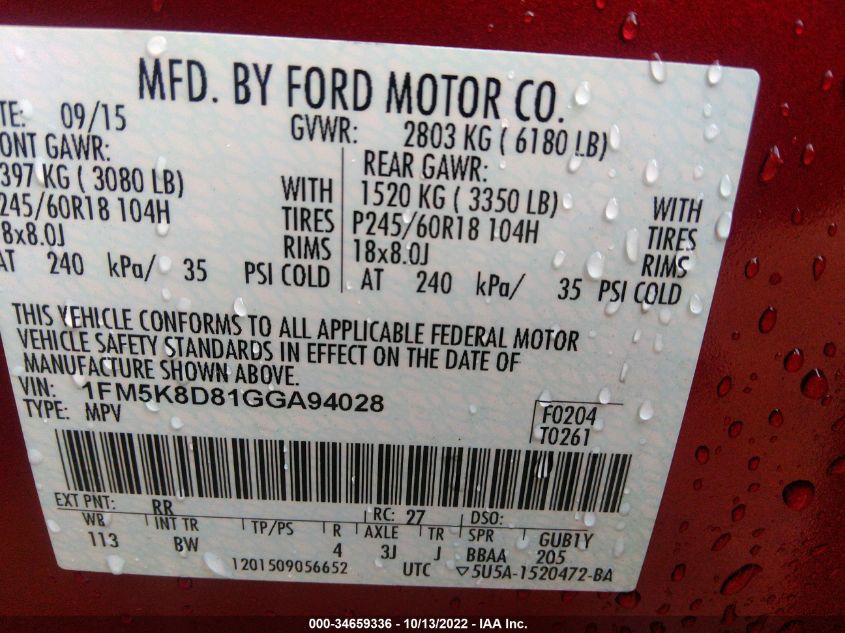 MFD. BY FORD MOTOR CO.
TE: 09/15 GVWR: 2803 KG ( 6180 LB)
ONT GAWR: REAR GAWR:
397 KG ( 3080 LB) WITH 1520 KG ( 3350 LB) WITH
245/60R18 104H TIRES P245/60R18 104H TIRES
18x8.0J RIMS 18x8.0J RIMS
AT 240 kPa/ 35 PSI COLD AT 240 kPa/ 35 PSI COLD
THIS VEHICLE CONFORMS TO ALL APPLICABLE FEDERAL MOTOR
VEHICLE SAFETY STANDARDS IN EFFECT ON THE DATE OF
MANUFACTURE SHOWN ABOVE.
VIN: 1FM5K8D81GGA94028 F0204
TYPE: MPV T0261
EXT PNT: RR RC: 27 DSO:
WB INT TR TP/PS R AXLE TR SPR GUB1Y
113 BW 4 3J J BBAA 205
1201509056652 UTC ▽5U5A-1520472-BA
000-34659336 - 10/13/2022 - IAA Inc.